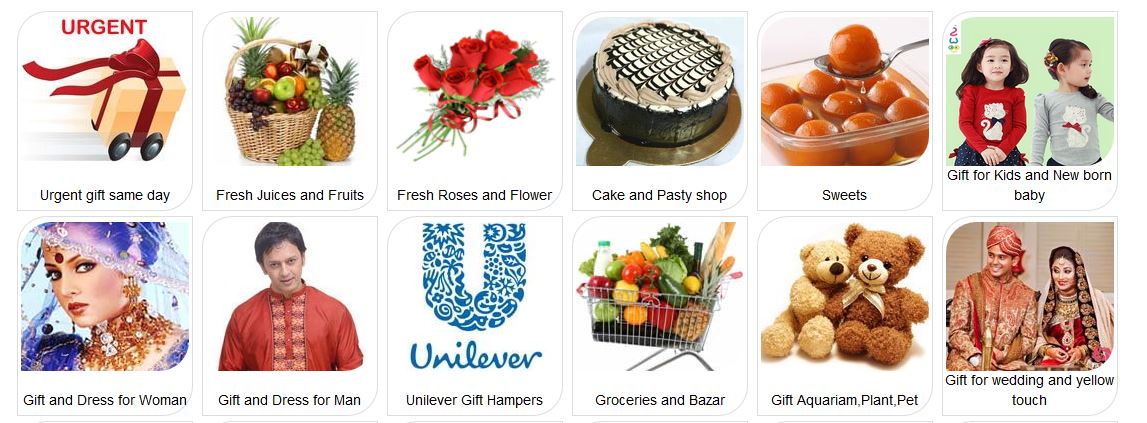 URGENT
Urgent gift same day
Fresh Juices and Fruits
Fresh Roses and Flower
Cake and Pasty shop
Sweets
Gift for Kids and New born
baby
Gift and Dress for Woman
Gift and Dress for Man
Unilever
Unilever Gift Hampers
Groceries and Bazar
Gift Aquariam,Plant,Pet
Gift for wedding and yellow
touch